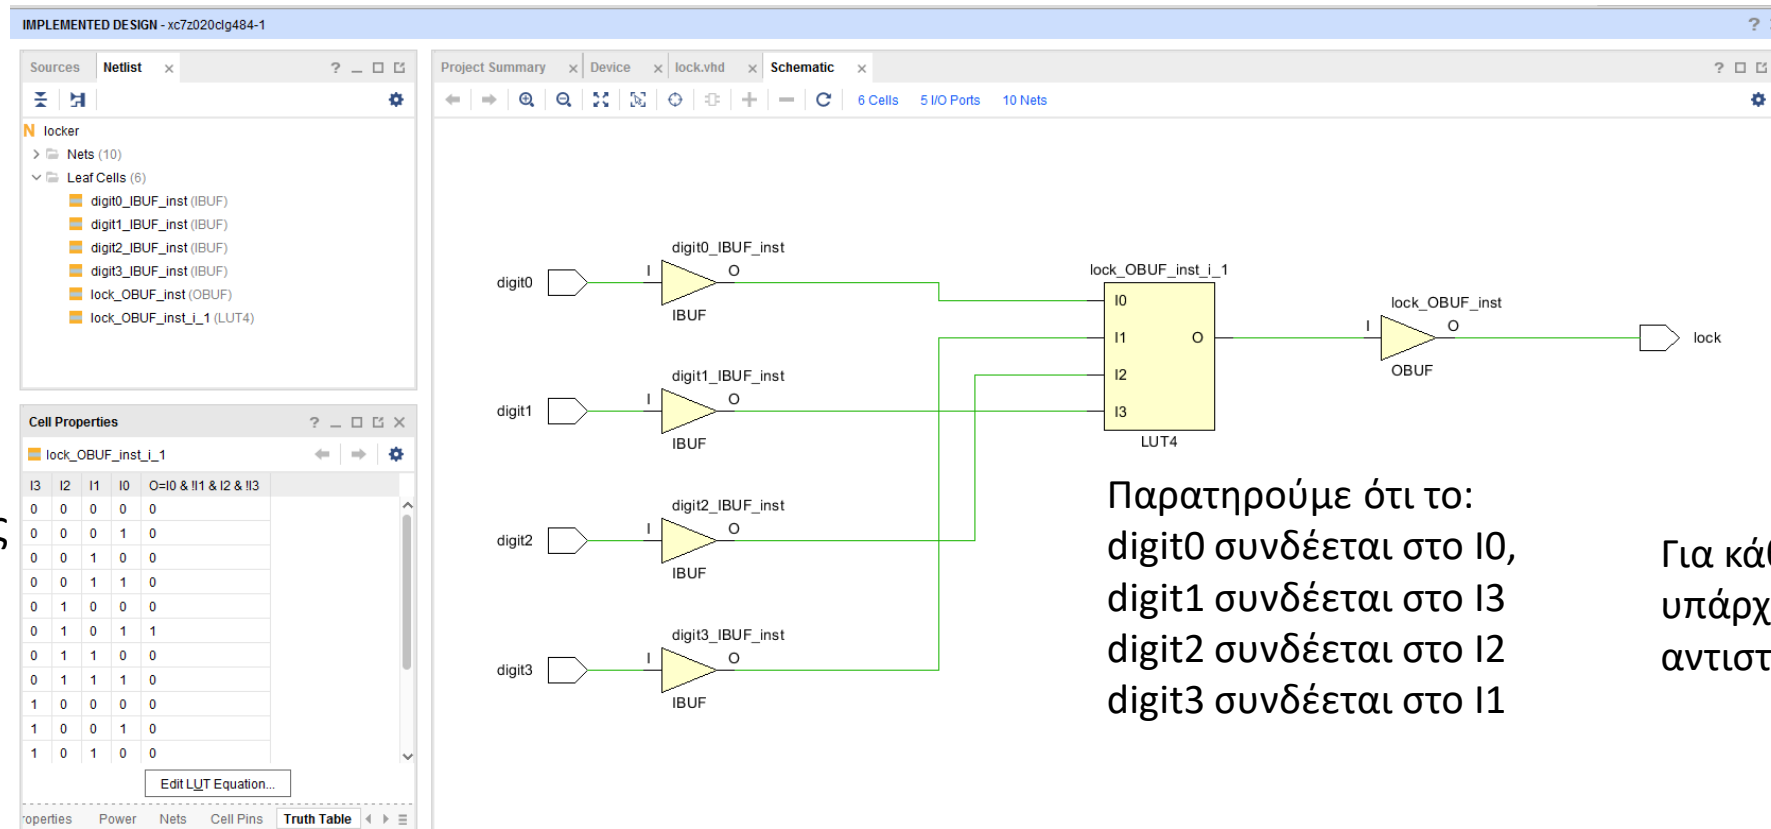 IMPLEMENTED DESIGN - xc7z020clg484-1
Sources Netlist
N locker
Nets (10)
Leaf Cells (6)
digit0_IBUF_inst (IBUF)
digit1_IBUF_inst (IBUF)
digit2_IBUF_inst (IBUF)
digit3_IBUF_inst (IBUF)
lock_OBUF_inst (OBUF)
lock_OBUF_inst_i_1 (LUT4)
Cell Properties
lock_OBUF_inst_i_1
I3 I2 I1 I0 O=I0 & !I1 & I2 & !I3
0 0 0 0 0
0 0 0 1 0
0 0 1 0 0
0 0 1 1 0
0 1 0 0 0
0 1 0 1 1
0 1 1 0 0
0 1 1 1 0
1 0 0 0 0
1 0 0 1 0
1 0 1 0 0
Edit LUT Equation...
roperties Power Nets Cell Pins Truth Table
ς
Project Summary Device lock.vhd Schematic
6 Cells 5 I/O Ports 10 Nets
digit0_IBUF_inst
digit0 I O
IBUF
digit1_IBUF_inst
digit1 I O
IBUF
digit2_IBUF_inst
digit2 I O
IBUF
digit3_IBUF_inst
digit3 I O
IBUF
lock_OBUF_inst_i_1
I0
I1 O
I2
I3
LUT4
lock_OBUF_inst
I O lock
OBUF
Παρατηρούμε ότι το:
digit0 συνδέεται στο I0,
digit1 συνδέεται στο I3
digit2 συνδέεται στο I2
digit3 συνδέεται στο I1
Για κά
υπάρχ
αντιστ